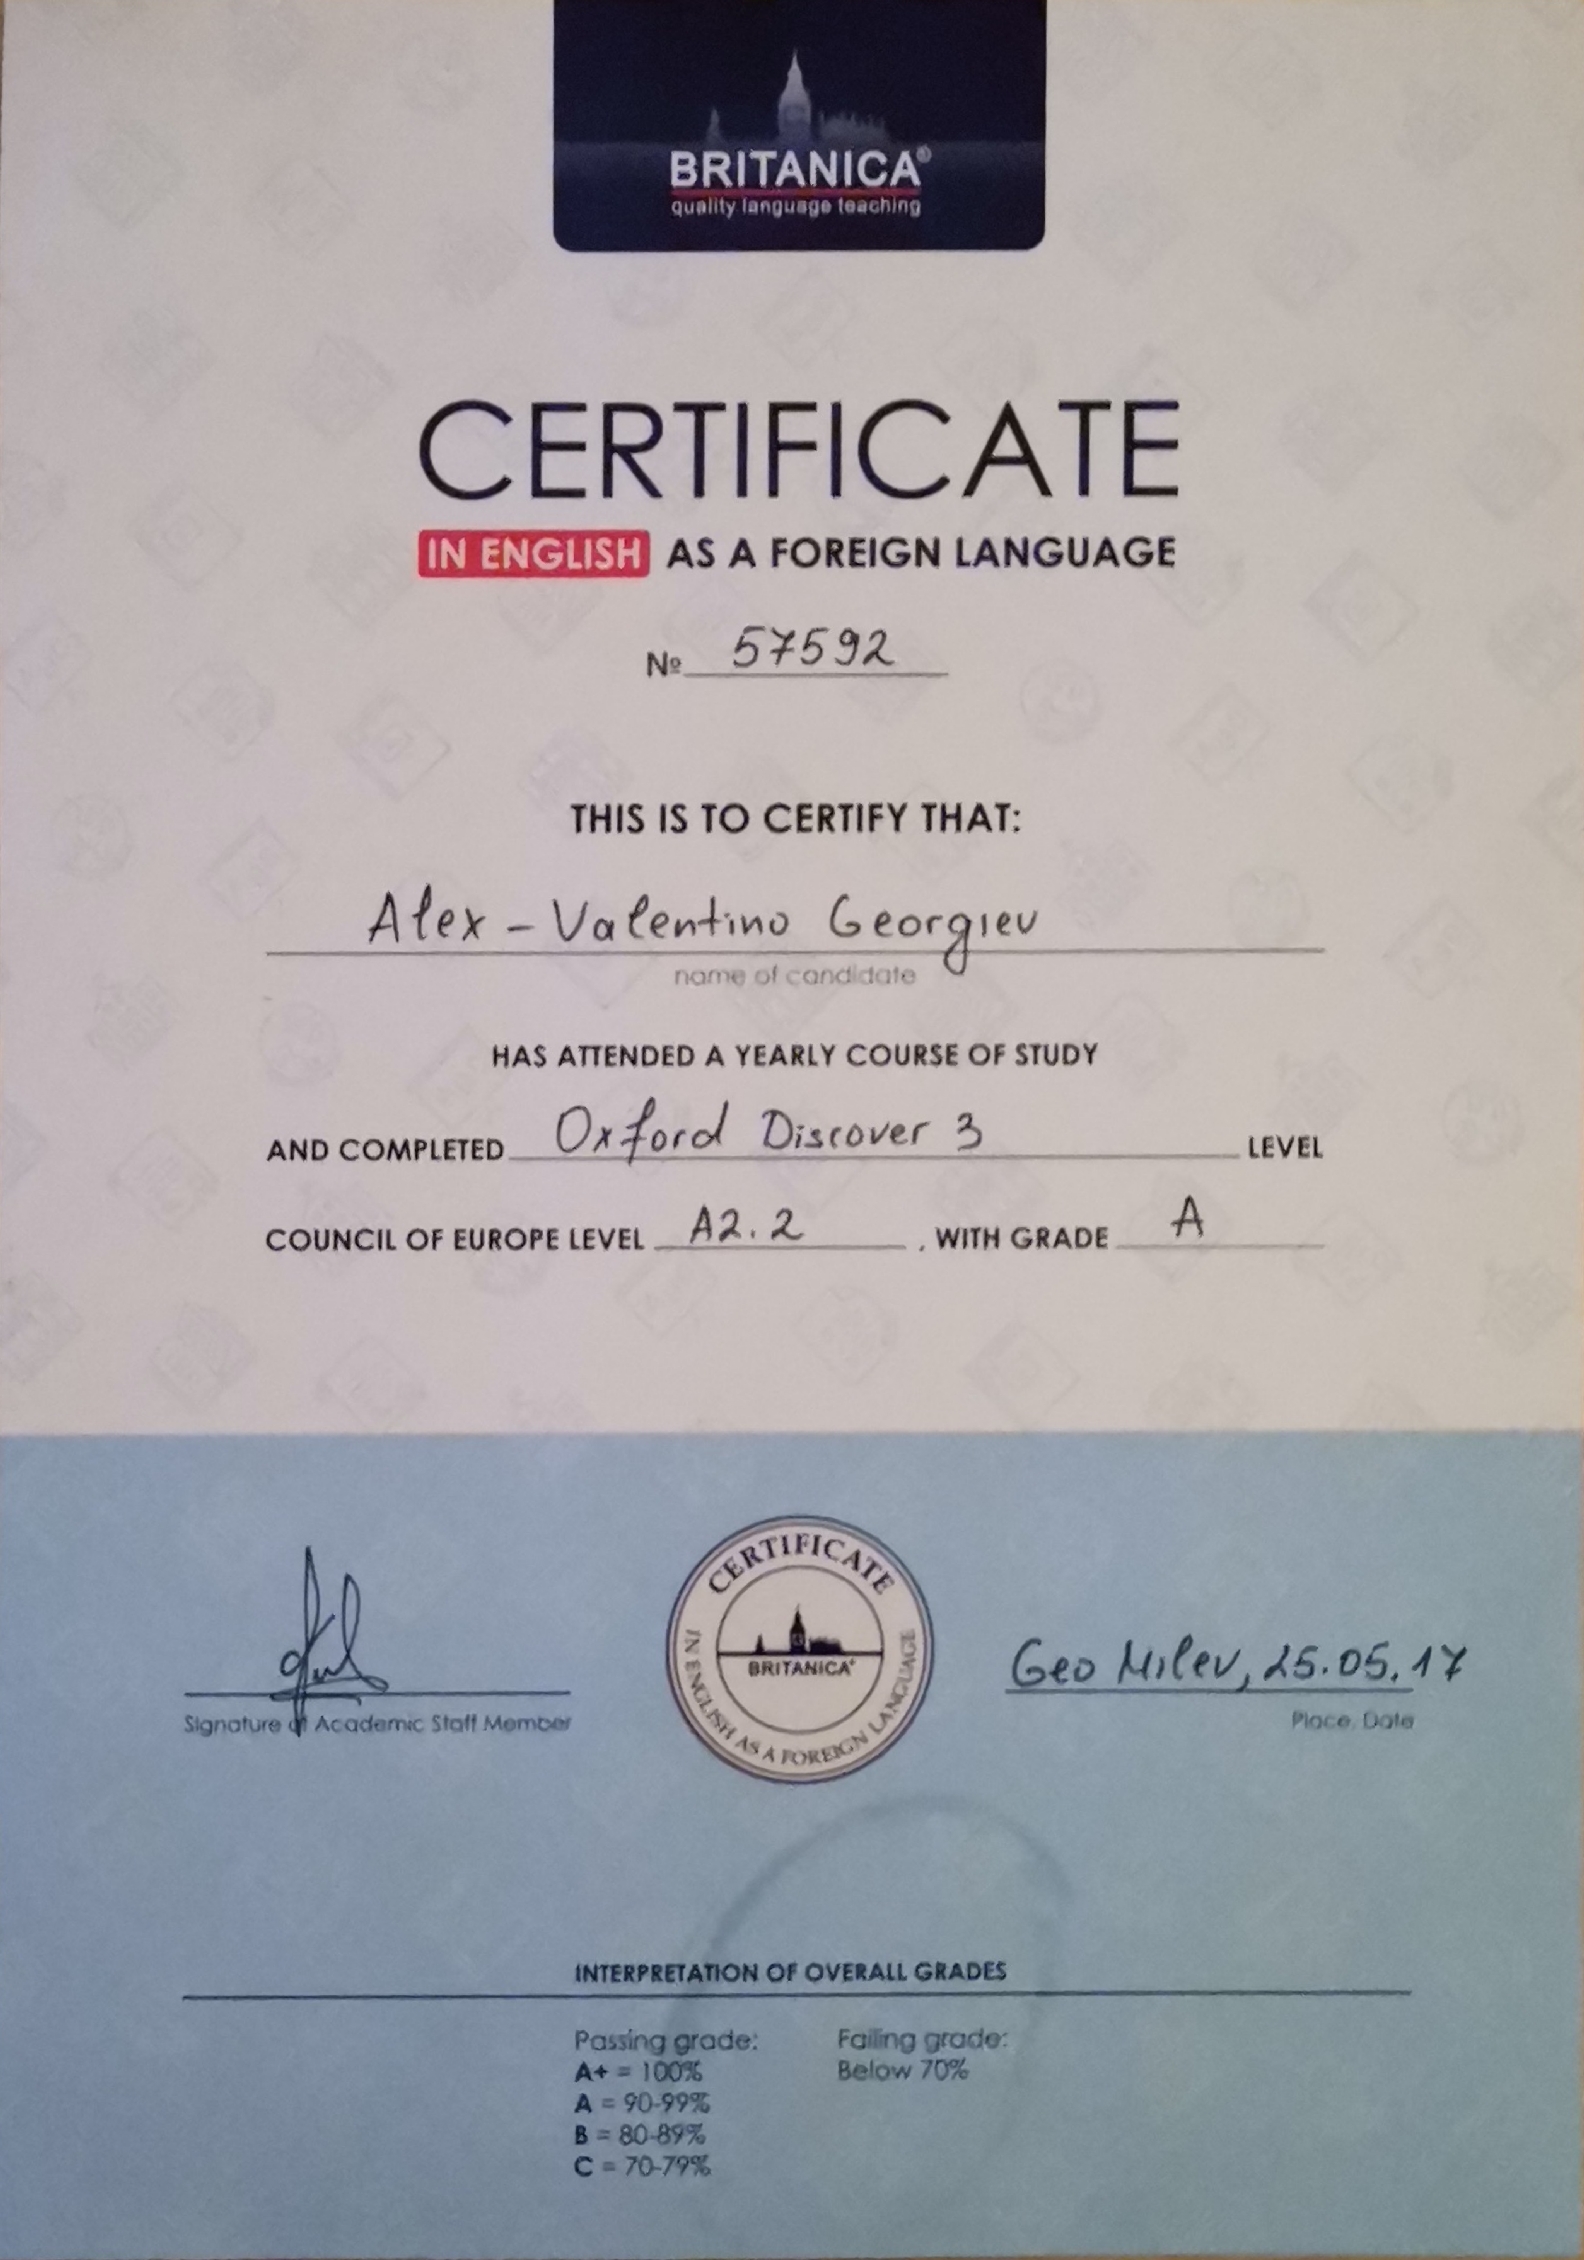 BRITANICA®
quality language teaching
CERTIFICATE
IN ENGLISH AS A FOREIGN LANGUAGE
№ 57592
THIS IS TO CERTIFY THAT:
Alex - Valentino Georgiev
name of candidate
HAS ATTENDED A YEARLY COURSE OF STUDY
AND COMPLETED Oxford Discover 3 LEVEL
COUNCIL OF EUROPE LEVEL A2.2, WITH GRADE A
CERTIFICATE
BRITANICA®
IN ENGLISH AS A FOREIGN LANGUAGE
Geo Milev, 25.05.17
Signature of Academic Staff Member
Place, Date
INTERPRETATION OF OVERALL GRADES
Passing grade: Failing grade:
A+ = 100% Below 70%
A = 90-99%
B = 80-89%
C = 70-79%